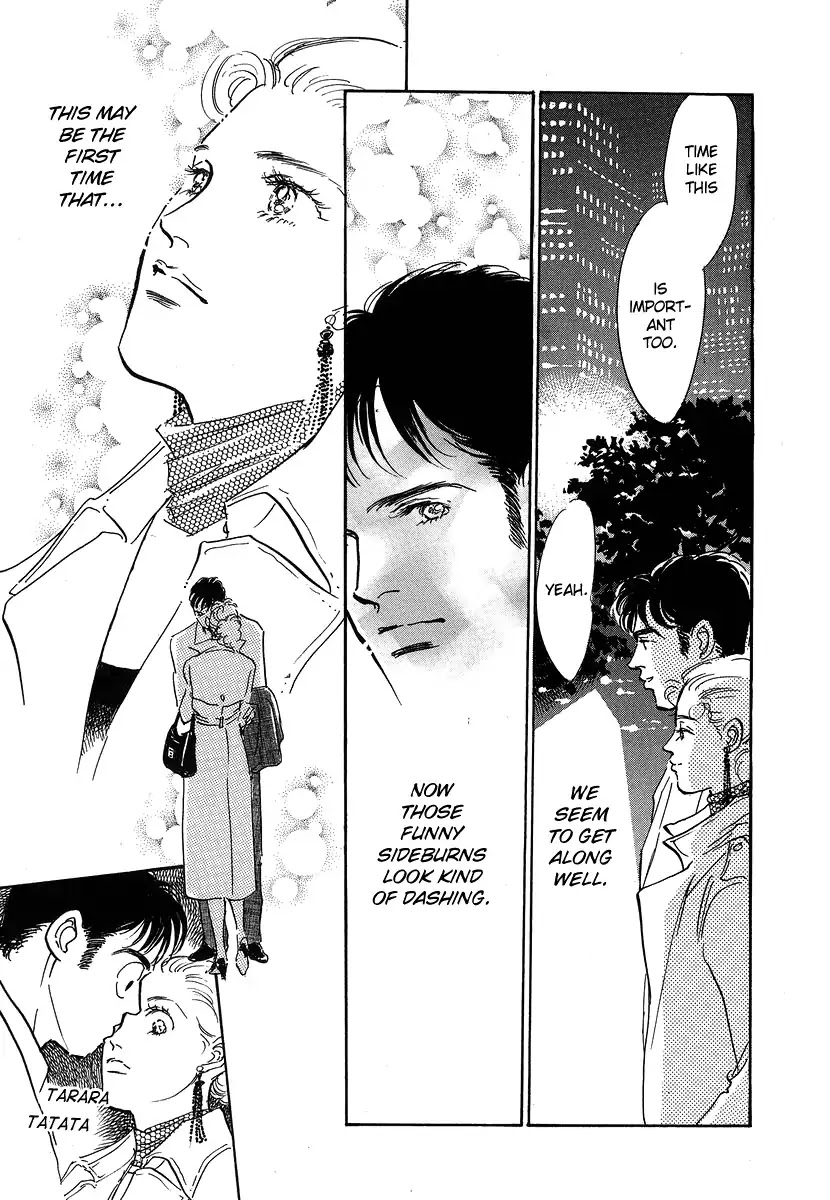 TIME
LIKE
THIS
IS
IMPORT-
ANT
TOO.
YEAH.
WE
SEEM
TO GET
ALONG
WELL.
NOW
THOSE
FUNNY
SIDEBURNS
LOOK KIND
OF DASHING.
THIS MAY
BE THE
FIRST
TIME
THAT...
TARARA
TATATA